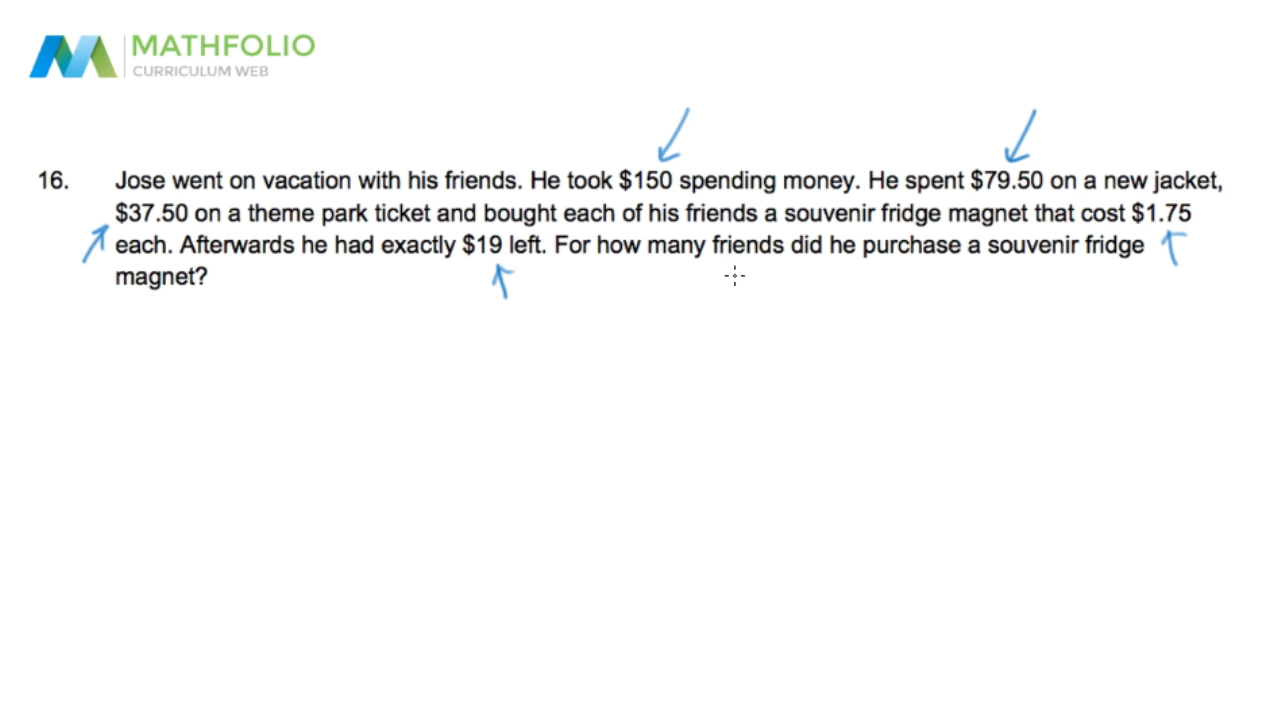 MATHFOLIO
CURRICULUM WEB
16. Jose went on vacation with his friends. He took $150 spending money. He spent $79.50 on a new jacket,
$37.50 on a theme park ticket and bought each of his friends a souvenir fridge magnet that cost $1.75
each. Afterwards he had exactly $19 left. For how many friends did he purchase a souvenir fridge
magnet?